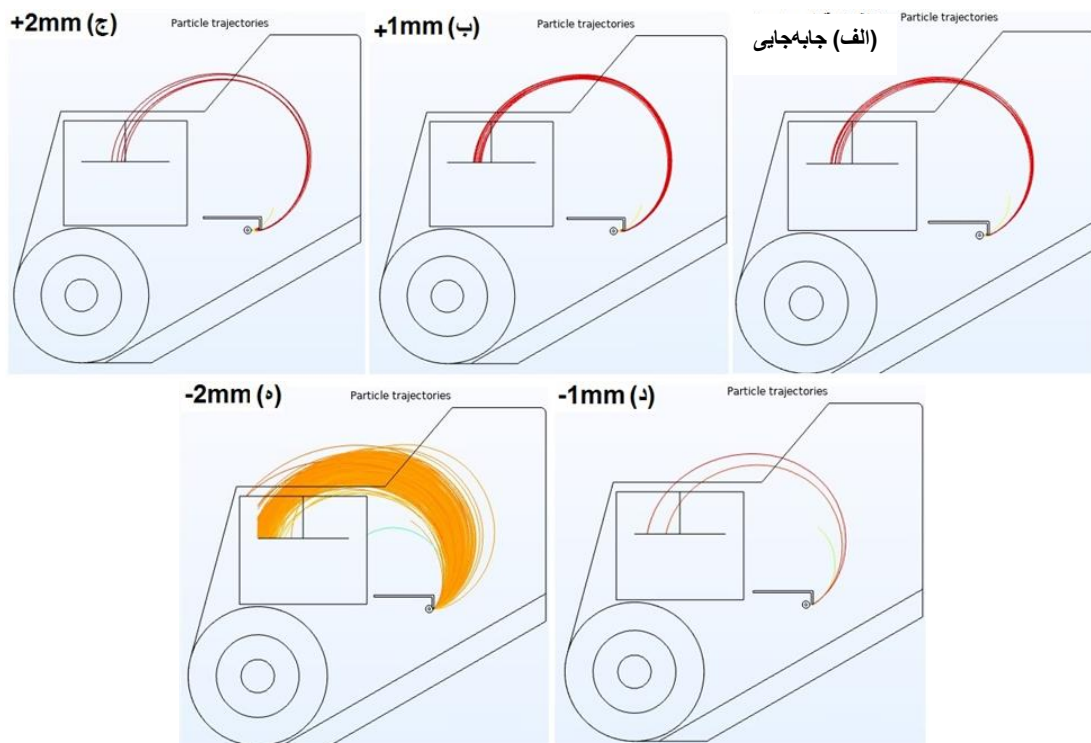 Particle trajectories
(الف) جابه‌جایی
Particle trajectories
+1mm (ب)
Particle trajectories
+2mm (ج)
Particle trajectories
-1mm (د)
Particle trajectories
-2mm (ه)